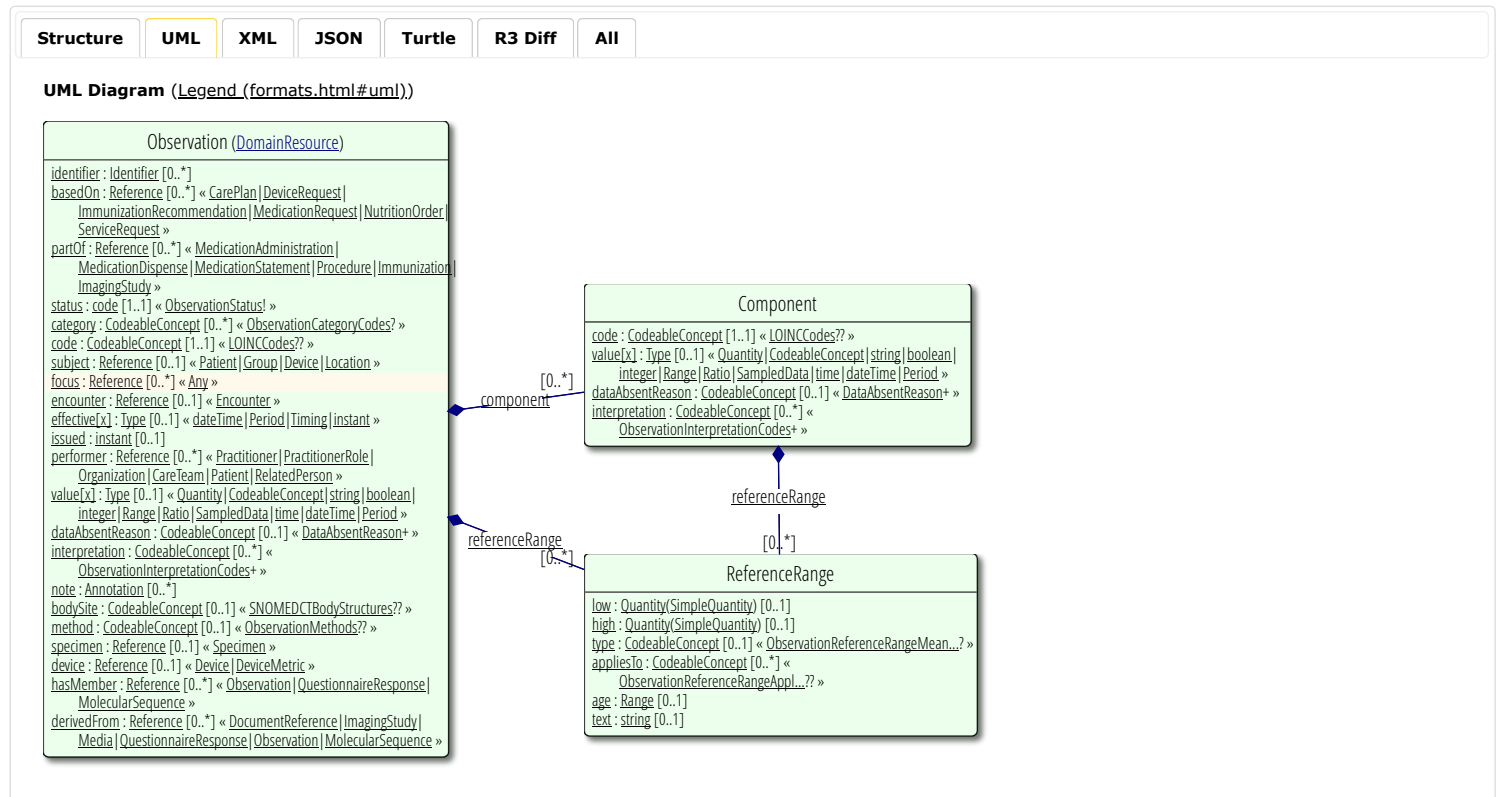 Structure
UML
XML
JSON
Turtle
R3 Diff
All
UML Diagram (Legend (formats.html#uml))
Observation (DomainResource)
identifier : Identifier [0..*]
basedOn : Reference [0..*] « CarePlan|DeviceRequest|
ImmunizationRecommendation|MedicationRequest|NutritionOrder|
ServiceRequest »
partOf : Reference [0..*] « MedicationAdministration|
MedicationDispense|MedicationStatement|Procedure|Immunization|
ImagingStudy »
status : code [1..1] « ObservationStatus! »
category : CodeableConcept [0..*] « ObservationCategoryCodes? »
code : CodeableConcept [1..1] « LOINCCodes?? »
subject : Reference [0..1] « Patient|Group|Device|Location »
focus : Reference [0..*] « Any »
encounter : Reference [0..1] « Encounter »
effective[x] : Type [0..1] « dateTime|Period|Timing|instant »
issued : instant [0..1]
performer : Reference [0..*] « Practitioner|PractitionerRole|
Organization|CareTeam|Patient|RelatedPerson »
value[x] : Type [0..1] « Quantity|CodeableConcept|string|boolean|
integer|Range|Ratio|SampledData|time|dateTime|Period »
dataAbsentReason : CodeableConcept [0..1] « DataAbsentReason+ »
interpretation : CodeableConcept [0..*] «
ObservationInterpretationCodes+ »
note : Annotation [0..*]
bodySite : CodeableConcept [0..1] « SNOMEDCTBodyStructures?? »
method : CodeableConcept [0..1] « ObservationMethods?? »
specimen : Reference [0..1] « Specimen »
device : Reference [0..1] « Device|DeviceMetric »
hasMember : Reference [0..*] « Observation|QuestionnaireResponse|
MolecularSequence »
derivedFrom : Reference [0..*] « DocumentReference|ImagingStudy|
Media|QuestionnaireResponse|Observation|MolecularSequence »
[0..*]
component
Component
code : CodeableConcept [1..1] « LOINCCodes?? »
value[x] : Type [0..1] « Quantity|CodeableConcept|string|boolean|
integer|Range|Ratio|SampledData|time|dateTime|Period »
dataAbsentReason : CodeableConcept [0..1] « DataAbsentReason+ »
interpretation : CodeableConcept [0..*] «
ObservationInterpretationCodes+ »
referenceRange
[0..*]
referenceRange
[0..*]
ReferenceRange
low : Quantity(SimpleQuantity) [0..1]
high : Quantity(SimpleQuantity) [0..1]
type : CodeableConcept [0..1] « ObservationReferenceRangeMean...? »
appliesTo : CodeableConcept [0..*] «
ObservationReferenceRangeAppl...?? »
age : Range [0..1]
text : string [0..1]